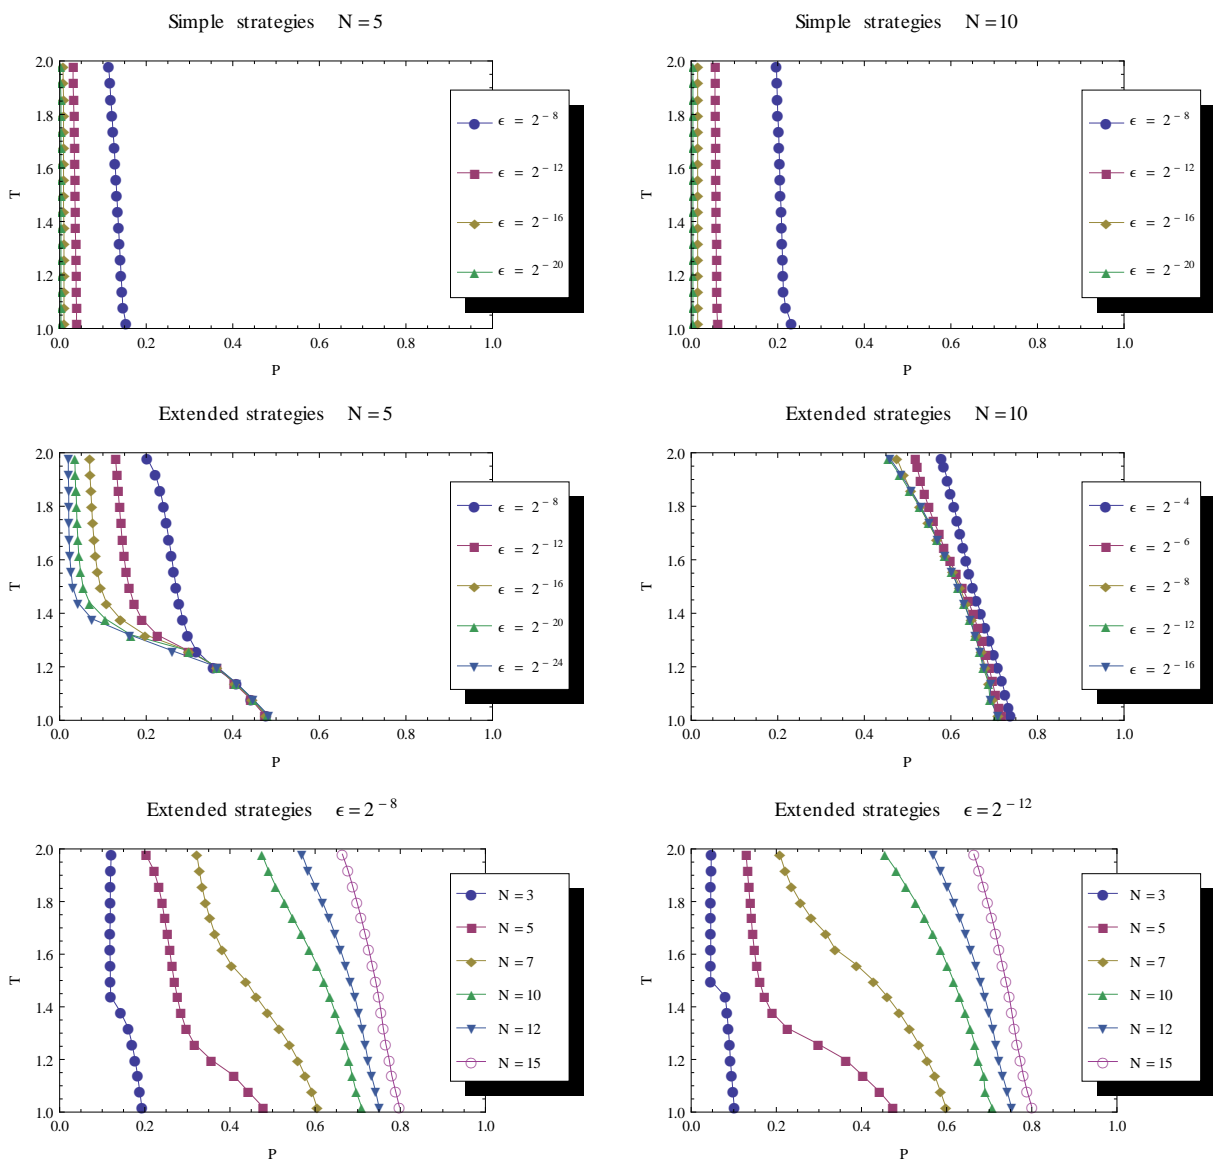 Simple strategies N = 5
2.0
1.8
1.6
1.4
1.2
1.0
T
0.0 0.2 0.4 0.6 0.8 1.0
P
ϵ = 2^-8
ϵ = 2^-12
ϵ = 2^-16
ϵ = 2^-20
Simple strategies N = 10
2.0
1.8
1.6
1.4
1.2
1.0
T
0.0 0.2 0.4 0.6 0.8 1.0
P
ϵ = 2^-8
ϵ = 2^-12
ϵ = 2^-16
ϵ = 2^-20
Extended strategies N = 5
2.0
1.8
1.6
1.4
1.2
1.0
T
0.0 0.2 0.4 0.6 0.8 1.0
P
ϵ = 2^-8
ϵ = 2^-12
ϵ = 2^-16
ϵ = 2^-20
ϵ = 2^-24
Extended strategies N = 10
2.0
1.8
1.6
1.4
1.2
1.0
T
0.0 0.2 0.4 0.6 0.8 1.0
P
ϵ = 2^-4
ϵ = 2^-6
ϵ = 2^-8
ϵ = 2^-12
ϵ = 2^-16
Extended strategies ϵ = 2^-8
2.0
1.8
1.6
1.4
1.2
1.0
T
0.0 0.2 0.4 0.6 0.8 1.0
P
N = 3
N = 5
N = 7
N = 10
N = 12
N = 15
Extended strategies ϵ = 2^-12
2.0
1.8
1.6
1.4
1.2
1.0
T
0.0 0.2 0.4 0.6 0.8 1.0
P
N = 3
N = 5
N = 7
N = 10
N = 12
N = 15